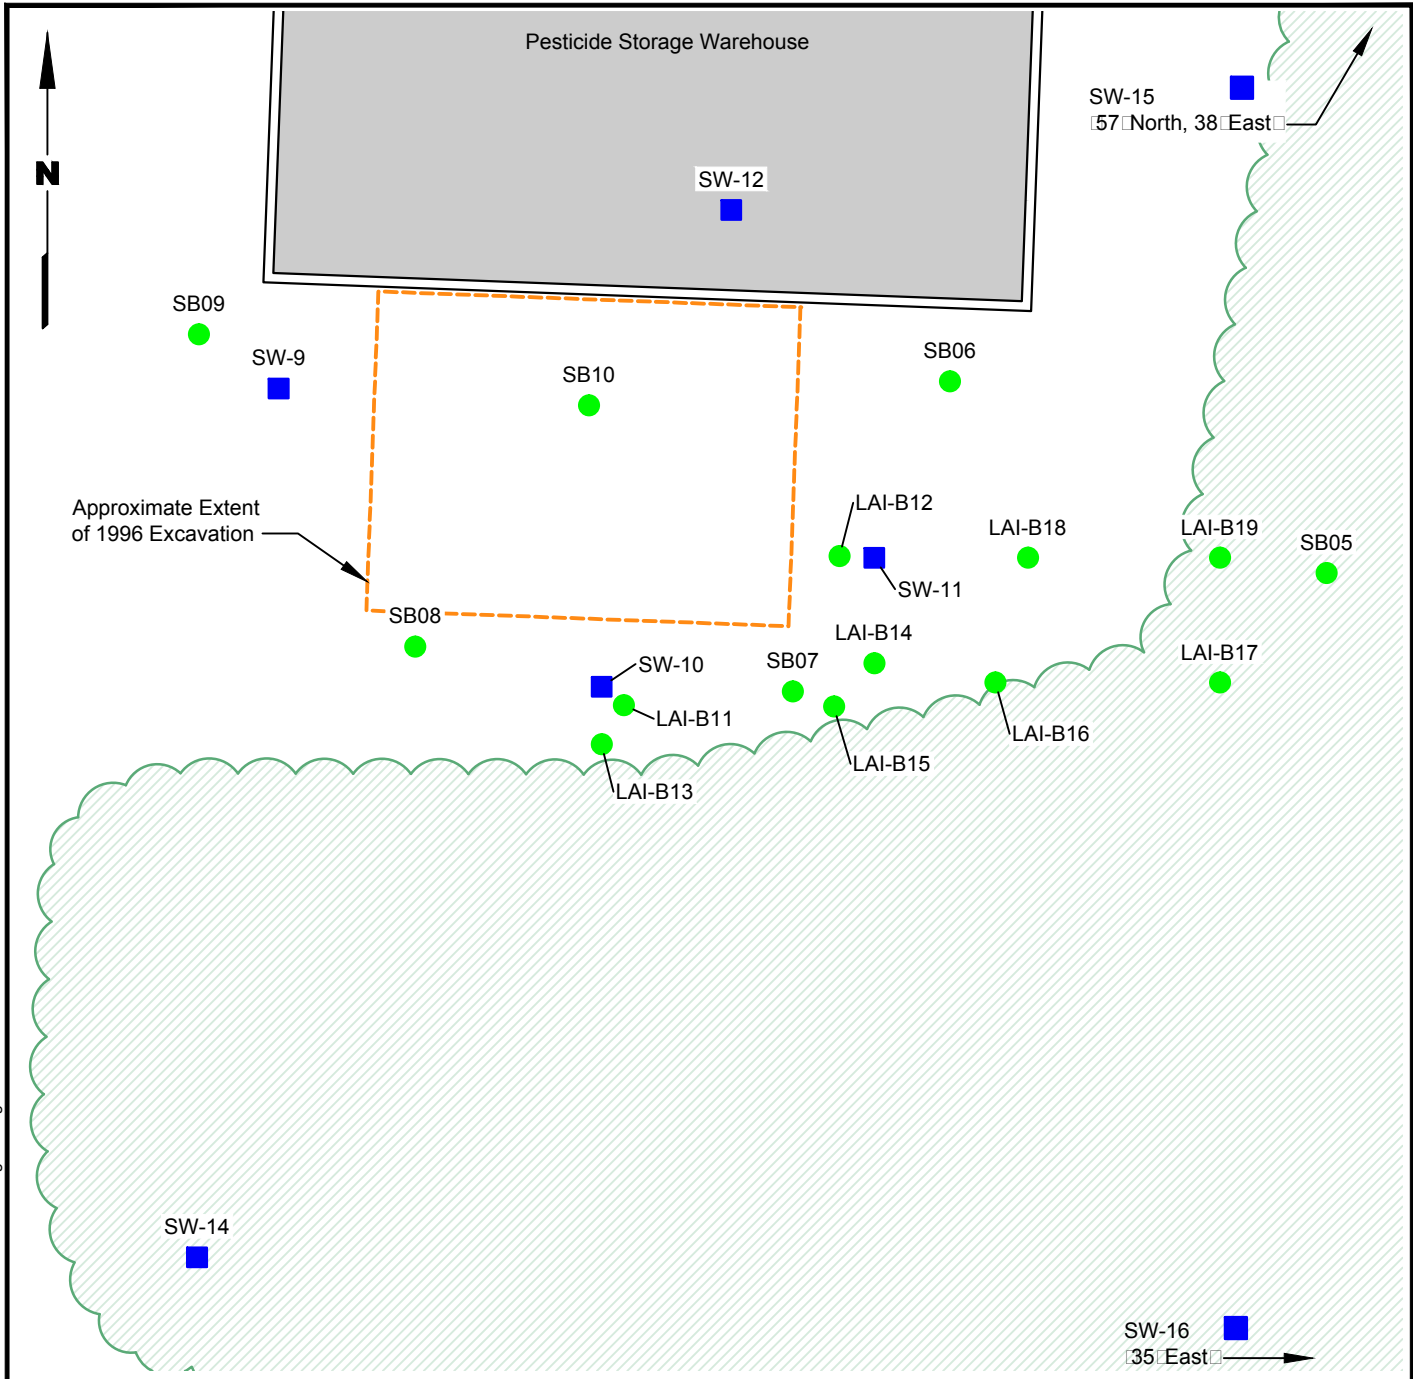 Pesticide Storage Warehouse
SW-15
57 North, 38 East
N
SW-12
SB09
SW-9
SB10
SB06
Approximate Extent
of 1996 Excavation
LAI-B12
LAI-B18
LAI-B19
SB05
SW-11
SB08
LAI-B14
SW-10
SB07
LAI-B17
LAI-B11
LAI-B16
LAI-B15
LAI-B13
SW-14
SW-16
35 East